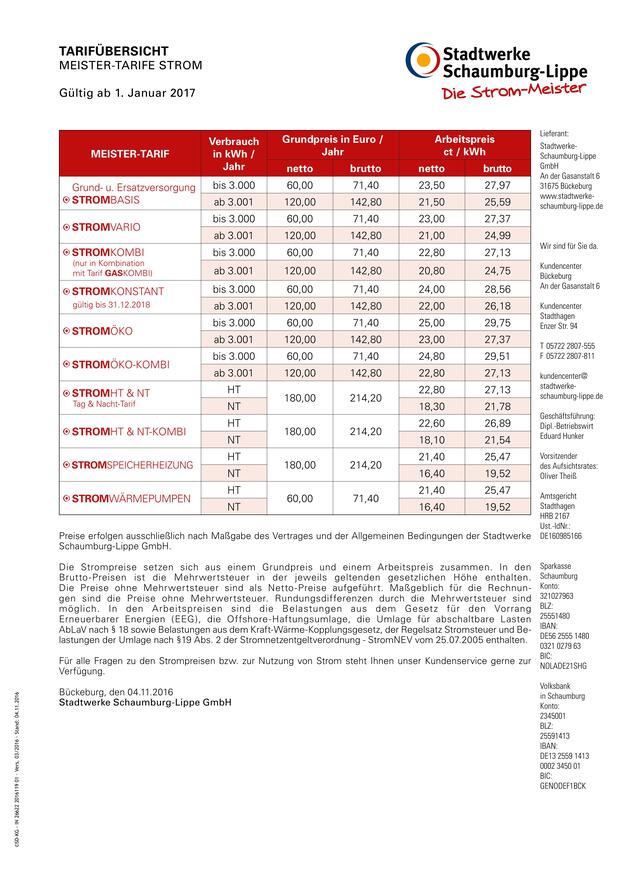 TARIFÜBERSICHT
MEISTER-TARIFE STROM
Gültig ab 1. Januar 2017
Stadtwerke
Schaumburg-Lippe
Die Strom-Meister
MEISTER-TARIF
Verbrauch
in kWh /
Jahr
Grundpreis in Euro /
Jahr
Arbeitspreis
ct / kWh
netto brutto netto brutto
Grund- u. Ersatzversorgung
STROMBASIS
bis 3.000 60,00 71,40 23,50 27,97
ab 3.001 120,00 142,80 21,50 25,59
STROMVARIO
bis 3.000 60,00 71,40 23,00 27,37
ab 3.001 120,00 142,80 21,00 24,99
STROMKOMBI
(nur in Kombination
mit Tarif GASKOMBI)
bis 3.000 60,00 71,40 22,80 27,13
ab 3.001 120,00 142,80 20,80 24,75
STROMKONSTANT
gültig bis 31.12.2018
bis 3.000 60,00 71,40 24,00 28,56
ab 3.001 120,00 142,80 22,00 26,18
STROMÖKO
bis 3.000 60,00 71,40 25,00 29,75
ab 3.001 120,00 142,80 23,00 27,37
STROMÖKO-KOMBI
bis 3.000 60,00 71,40 24,80 29,51
ab 3.001 120,00 142,80 22,80 27,13
STROMHT & NT
Tag & Nacht-Tarif
HT 180,00 214,20 22,80 27,13
NT 18,30 21,78
STROMHT & NT-KOMBI
HT 180,00 214,20 22,60 26,89
NT 18,10 21,54
STROMSPEICHERHEIZUNG
HT 180,00 214,20 21,40 25,47
NT 16,40 19,52
STROMWÄRMEPUMPEN
HT 60,00 71,40 21,40 25,47
NT 16,40 19,52
Preise erfolgen ausschließlich nach Maßgabe des Vertrages und der Allgemeinen Bedingungen der Stadtwerke
Schaumburg-Lippe GmbH.
Die Strompreise setzen sich aus einem Grundpreis und einem Arbeitspreis zusammen. In den
Brutto-Preisen ist die Mehrwertsteuer in der jeweils geltenden gesetzlichen Höhe enthalten.
Die Preise ohne Mehrwertsteuer sind als Netto-Preise aufgeführt. Maßgeblich für die Rechnun-
gen sind die Preise ohne Mehrwertsteuer. Rundungsdifferenzen durch die Mehrwertsteuer sind
möglich. In den Arbeitspreisen sind die Belastungen aus dem Gesetz für den Vorrang
Erneuerbarer Energien (EEG), die Offshore-Haftungsumlage, die Umlage für abschaltbare Lasten
AbLaV nach § 18 sowie Belastungen aus dem Kraft-Wärme-Kopplungsgesetz, der Regelsatz Stromsteuer und Be-
lastungen der Umlage nach §19 Abs. 2 der Stromnetzentgeltverordnung - StromNEV vom 25.07.2005 enthalten.
Für alle Fragen zu den Strompreisen bzw. zur Nutzung von Strom steht Ihnen unser Kundenservice gerne zur
Verfügung.
Bückeburg, den 04.11.2016
Stadtwerke Schaumburg-Lippe GmbH
Lieferant:
Stadtwerke-
Schaumburg-Lippe
GmbH
An der Gasanstalt 6
31675 Bückeburg
www.stadtwerke-
schaumburg-lippe.de
Wir sind für Sie da.
Kundencenter
Bückeburg
An der Gasanstalt 6
Kundencenter
Stadthagen
Enzer Str. 94
T 05722 2807-555
F 05722 2807-811
kundencenter@
stadtwerke-
schaumburg-lippe.de
Geschäftsführung:
Dipl.-Betriebswirt
Eduard Hunker
Vorsitzender
des Aufsichtsrates:
Oliver Theiß
Amtsgericht
Stadthagen
HRB 2167
Ust.-IdNr.:
DE160985166
Sparkasse
Schaumburg
Konto:
321027963
BLZ:
25551480
IBAN:
DE56 2555 1480
0321 0279 63
BIC:
NOLADE21SHG
Volksbank
in Schaumburg
Konto:
2345001
BLZ:
25591413
IBAN:
DE13 2559 1413
0002 3450 01
BIC:
GENODEF1BCK